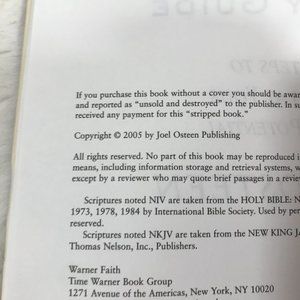 If you purchase this book without a cover you should be awar
and reported as "unsold and destroyed" to the publisher. In su
received any payment for this "stripped book."
Copyright © 2005 by Joel Osteen Publishing
All rights reserved. No part of this book may be reproduced i
means, including information storage and retrieval systems, w
except by a reviewer who may quote brief passages in a review
Scriptures noted NIV are taken from the HOLY BIBLE: N
1973, 1978, 1984 by International Bible Society. Used by per
reserved.
Scriptures noted NKJV are taken from the NEW KING JA
Thomas Nelson, Inc., Publishers.
Warner Faith
Time Warner Book Group
1271 Avenue of the Americas, New York, NY 10020